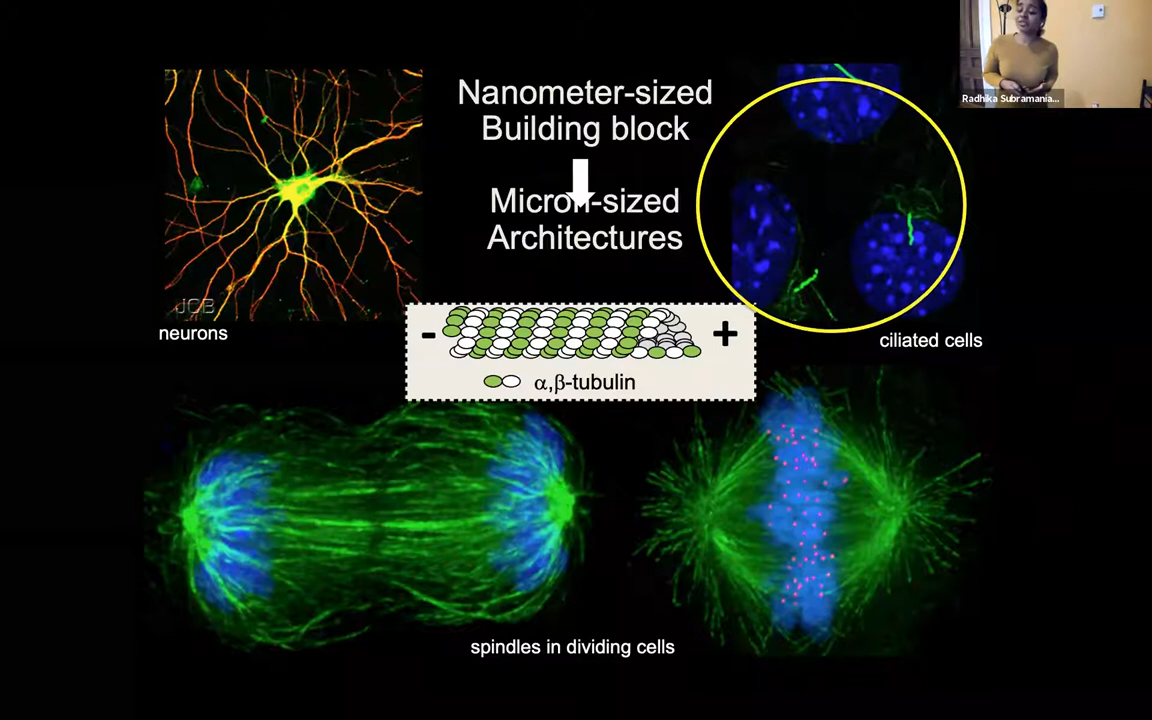 Radhika Subramania...
Nanometer-sized
Building block
Micron-sized
Architectures
JCB
neurons
ciliated cells
-
+
α,β-tubulin
spindles in dividing cells